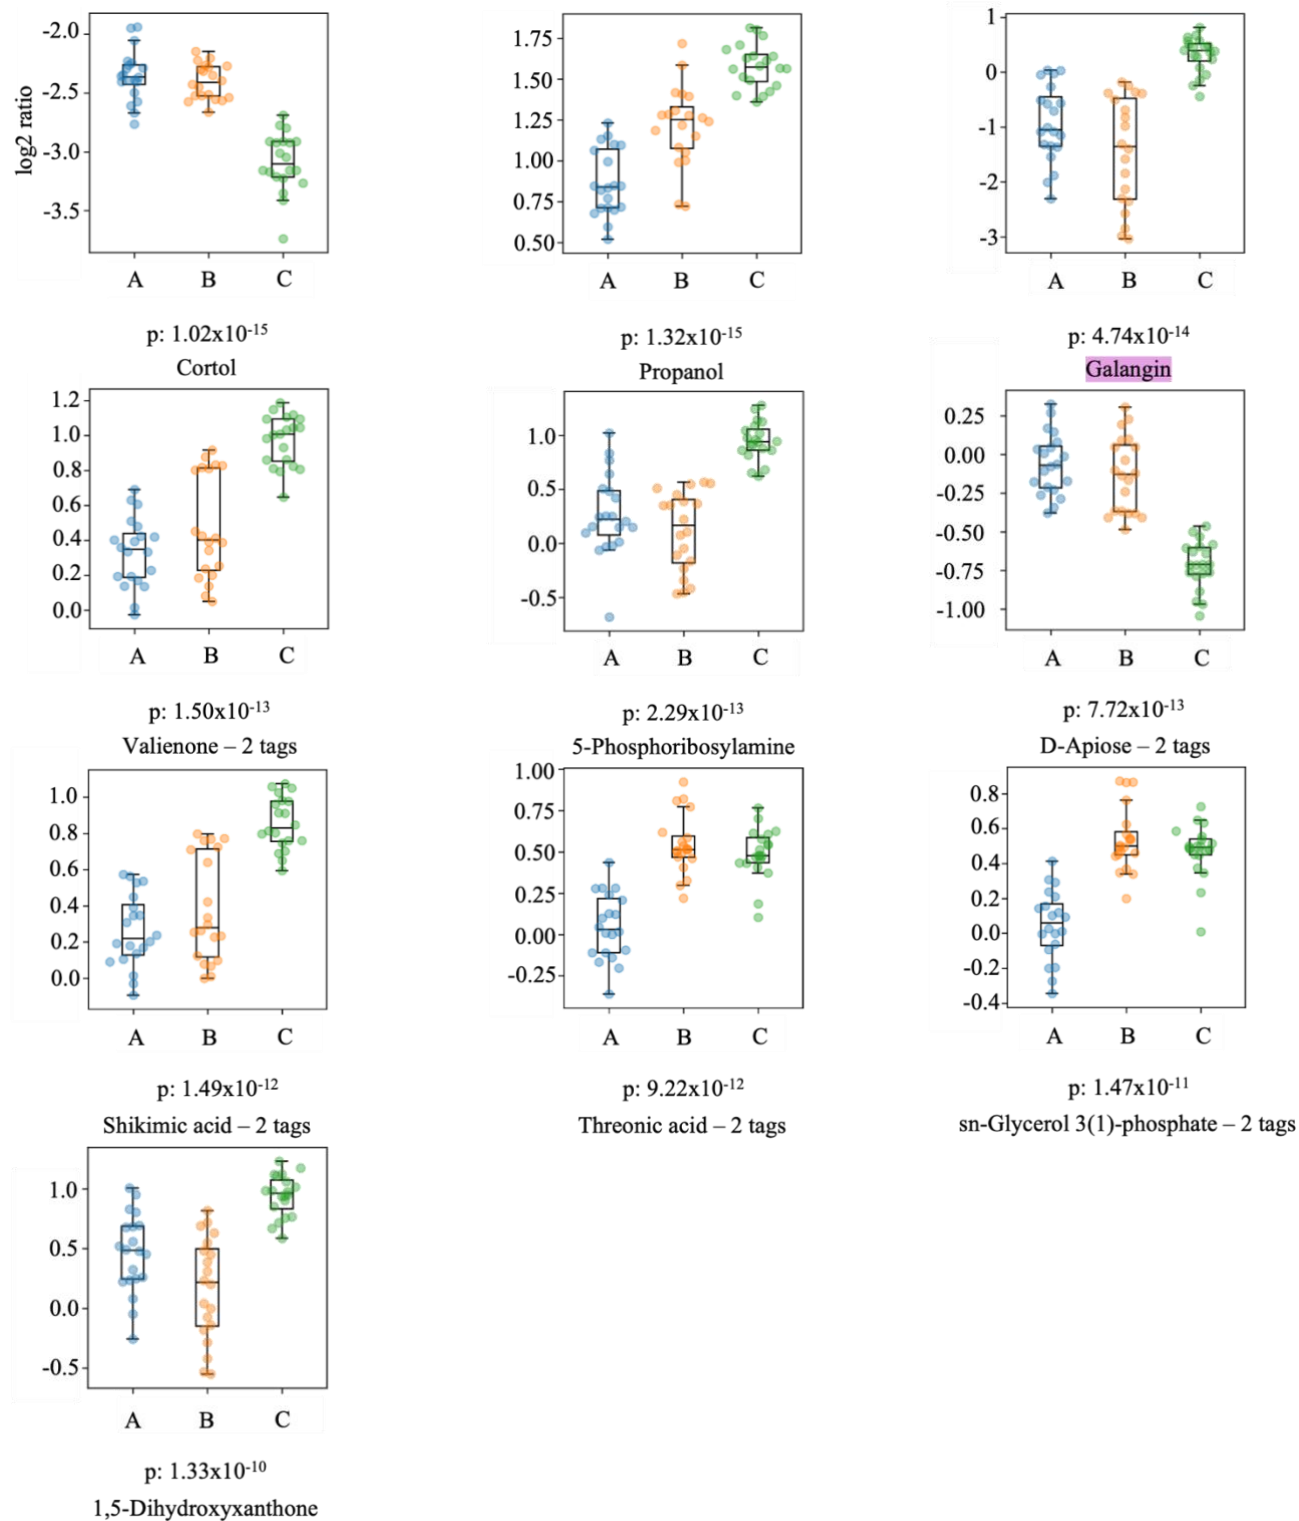 log2 ratio
-2.0
-2.5
-3.0
-3.5
A B C
p: 1.02x10-15
Cortol
1.75
1.50
1.25
1.00
0.75
0.50
A B C
p: 1.32x10-15
Propanol
1
0
-1
-2
-3
A B C
p: 4.74x10-14
Galangin
1.2
1.0
0.8
0.6
0.4
0.2
0.0
A B C
p: 1.50x10-13
Valienone – 2 tags
1.0
0.5
0.0
-0.5
A B C
p: 2.29x10-13
5-Phosphoribosylamine
0.25
0.00
-0.25
-0.50
-0.75
-1.00
A B C
p: 7.72x10-13
D-Apiose – 2 tags
1.0
0.8
0.6
0.4
0.2
0.0
A B C
p: 1.49x10-12
Shikimic acid – 2 tags
1.00
0.75
0.50
0.25
0.00
-0.25
A B C
p: 9.22x10-12
Threonic acid – 2 tags
0.8
0.6
0.4
0.2
0.0
-0.2
-0.4
A B C
p: 1.47x10-11
sn-Glycerol 3(1)-phosphate – 2 tags
1.0
0.5
0.0
-0.5
A B C
p: 1.33x10-10
1,5-Dihydroxyxanthone